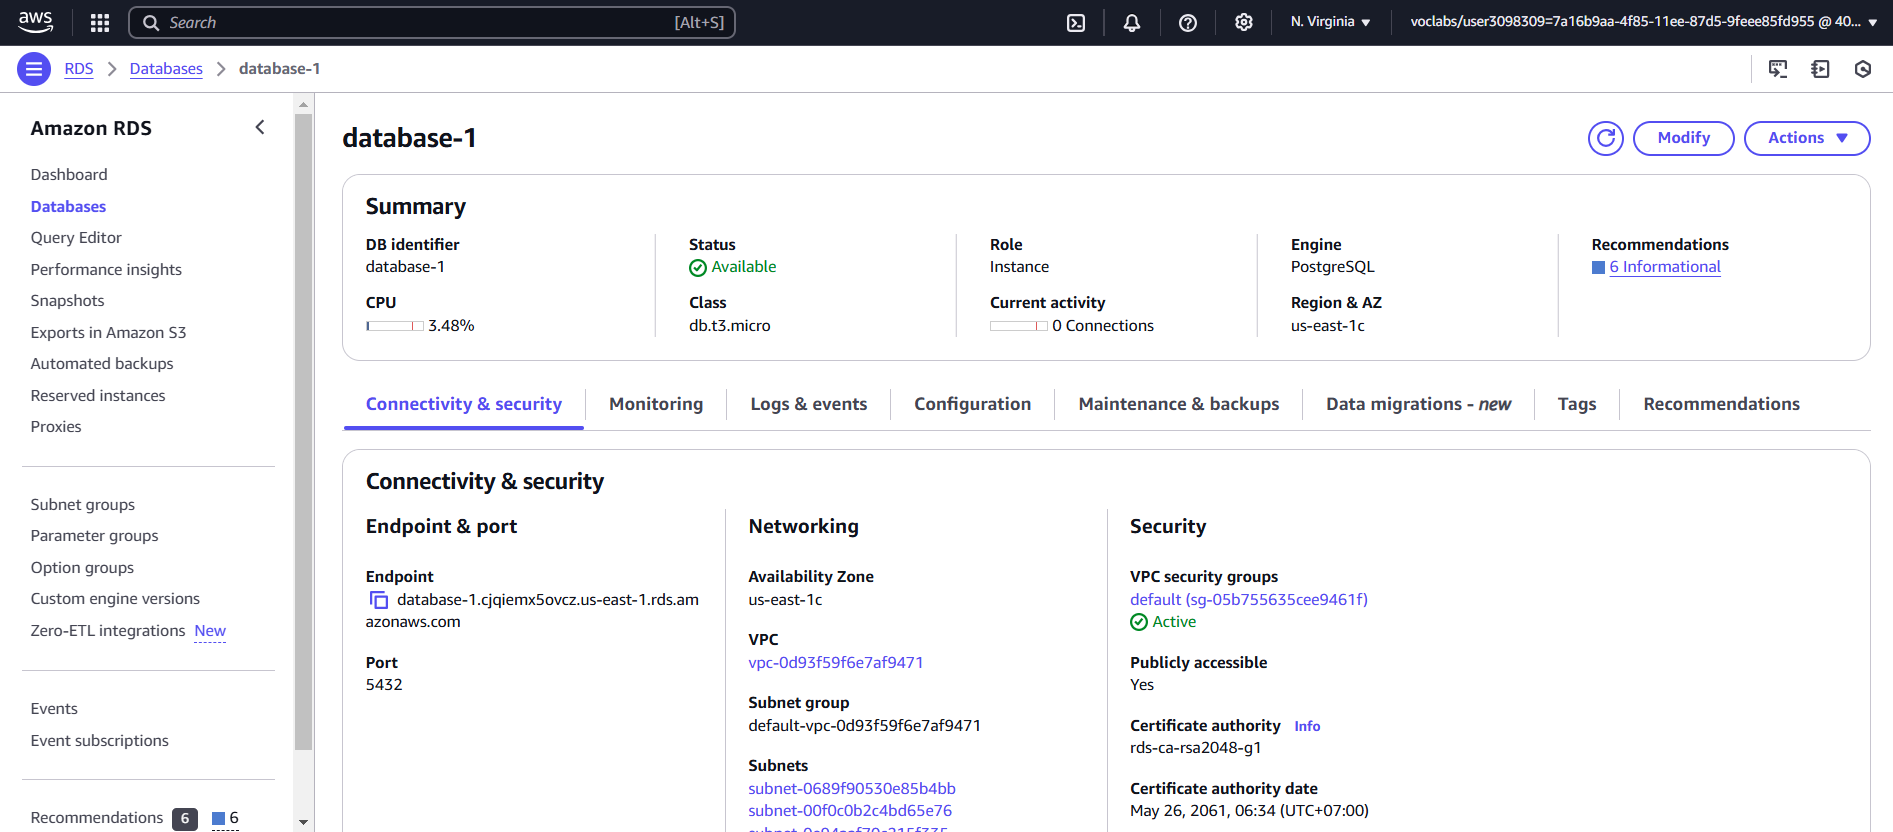 aws
Search
[Alt+S]
N. Virginia
voclabs/user3098309=7a16b9aa-4f85-11ee-87d5-9feee85fd955 @ 40...
RDS
Databases
database-1
Amazon RDS
Dashboard
Databases
Query Editor
Performance insights
Snapshots
Exports in Amazon S3
Automated backups
Reserved instances
Proxies
Subnet groups
Parameter groups
Option groups
Custom engine versions
Zero-ETL integrations New
Events
Event subscriptions
Recommendations 6 6
database-1
Modify
Actions
Summary
DB identifier
database-1
CPU
3.48%
Status
Available
Class
db.t3.micro
Role
Instance
Current activity
0 Connections
Engine
PostgreSQL
Region & AZ
us-east-1c
Recommendations
6 Informational
Connectivity & security
Monitoring
Logs & events
Configuration
Maintenance & backups
Data migrations - new
Tags
Recommendations
Connectivity & security
Endpoint & port
Endpoint
database-1.cjqiemx5ovcz.us-east-1.rds.am
azonaws.com
Port
5432
Networking
Availability Zone
us-east-1c
VPC
vpc-0d93f59f6e7af9471
Subnet group
default-vpc-0d93f59f6e7af9471
Subnets
subnet-0689f90530e85b4bb
subnet-00f0c0b2c4bd65e76
Security
VPC security groups
default (sg-05b755635cee9461f)
Active
Publicly accessible
Yes
Certificate authority Info
rds-ca-rsa2048-g1
Certificate authority date
May 26, 2061, 06:34 (UTC+07:00)